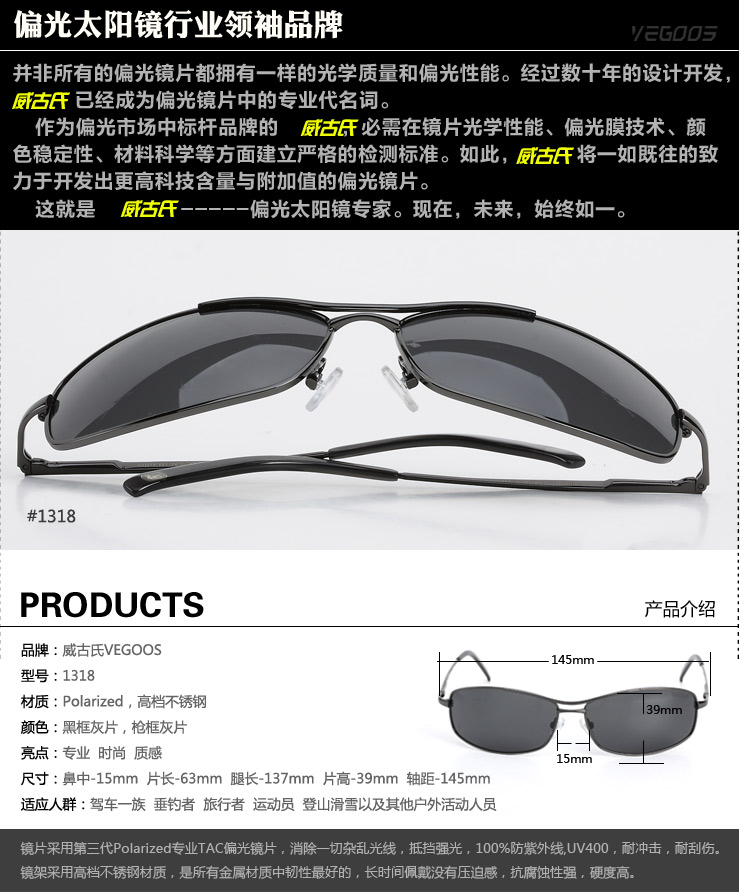 偏光太阳镜行业领袖品牌
VEGOOS
并非所有的偏光镜片都拥有一样的光学质量和偏光性能。经过数十年的设计开发，
威古氏 已经成为偏光镜片中的专业代名词。
作为偏光市场中标杆品牌的 威古氏 必需在镜片光学性能、偏光膜技术、颜
色稳定性、材料科学等方面建立严格的检测标准。如此，威古氏 将一如既往的致
力于开发出更高科技含量与附加值的偏光镜片。
这就是 威古氏-----偏光太阳镜专家。现在，未来，始终如一。
#1318
PRODUCTS
产品介绍
品牌：威古氏VEGOOS
型号：1318
材质：Polarized，高档不锈钢
颜色：黑框灰片，枪框灰片
亮点：专业 时尚 质感
尺寸：鼻中-15mm 片长-63mm 腿长-137mm 片高-39mm 轴距-145mm
适应人群：驾车一族 垂钓者 旅行者 运动员 登山滑雪以及其他户外活动人员
145mm
39mm
15mm
镜片采用第三代Polarized专业TAC偏光镜片，消除一切杂乱光线，抵挡强光，100%防紫外线,UV400，耐冲击，耐刮伤。
镜架采用高档不锈钢材质，是所有金属材质中韧性最好的，长时间佩戴没有压迫感，抗腐蚀性强，硬度高。